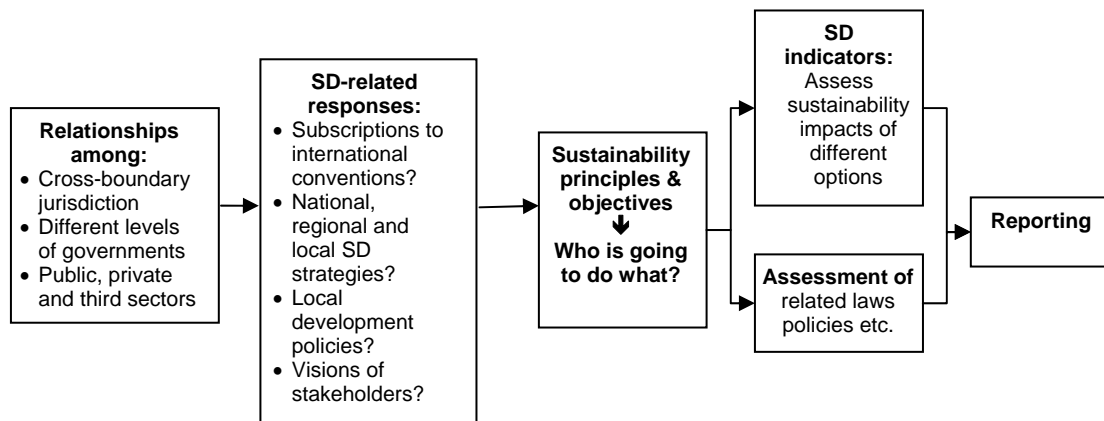 Relationships
among:
• Cross-boundary
jurisdiction
• Different levels
of governments
• Public, private
and third sectors
SD-related
responses:
• Subscriptions to
international
conventions?
• National,
regional and
local SD
strategies?
• Local
development
policies?
• Visions of
stakeholders?
Sustainability
principles &
objectives
Who is going
to do what?
SD
indicators:
Assess
sustainability
impacts of
different
options
Assessment of
related laws
policies etc.
Reporting